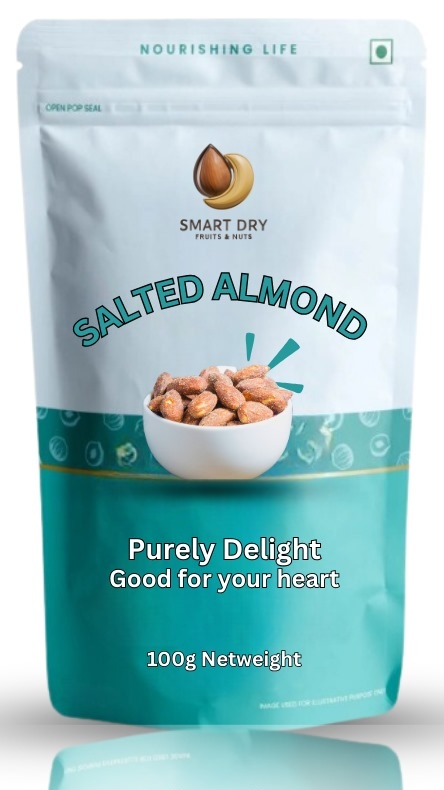 NOURISHING LIFE
OPEN POP SEAL
SMART DRY
FRUITS & NUTS
SALTED ALMOND
Purely Delight
Good for your heart
100g Netweight
IMAGE USED FOR ILLUSTRATIVE PURPOSE ONLY